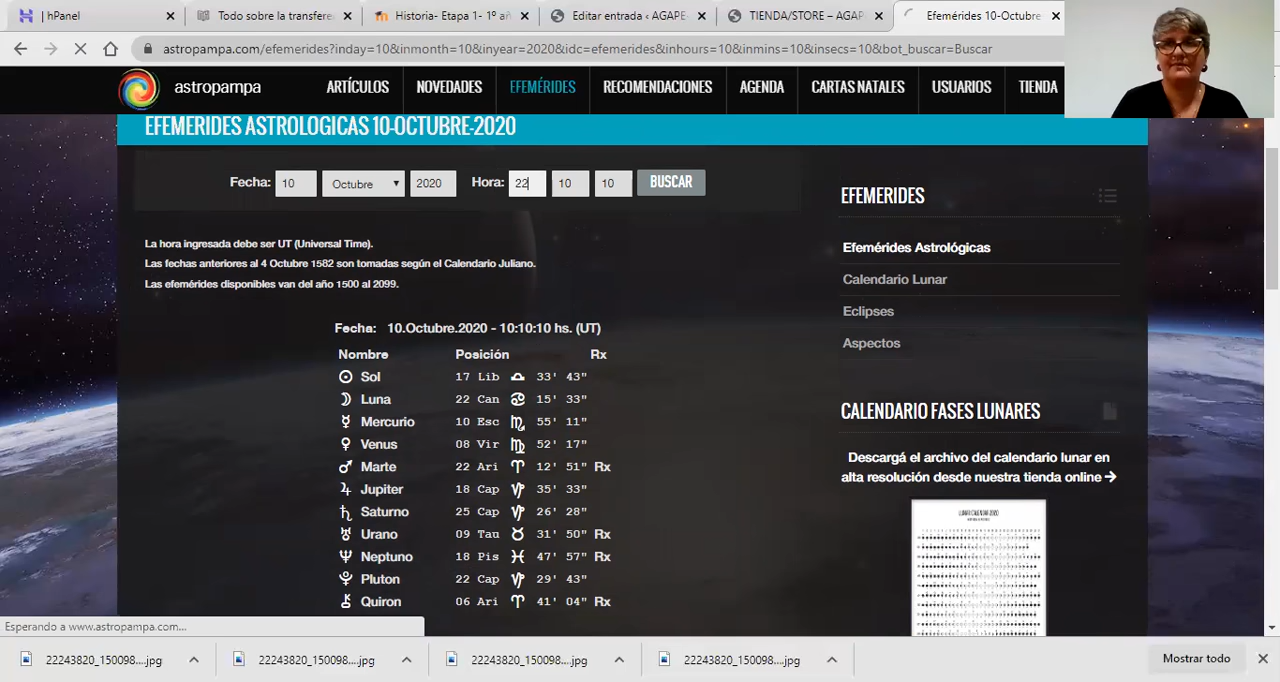 | hPanel
Todo sobre la transfere
Historia- Etapa 1- 1º añ
Editar entrada ‹ AGAPE
TIENDA/STORE – AGAP
Efemérides 10-Octubre
astropampa.com/efemerides?inday=10&inmonth=10&inyear=2020&idc=efemerides&inhours=10&inmins=10&insecs=10&bot_buscar=Buscar
astropampa
ARTÍCULOS
NOVEDADES
EFEMÉRIDES
RECOMENDACIONES
AGENDA
CARTAS NATALES
USUARIOS
TIENDA
EFEMERIDES ASTROLOGICAS 10-OCTUBRE-2020
Fecha: 10 Octubre 2020 Hora: 22 10 10 BUSCAR
La hora ingresada debe ser UT (Universal Time).
Las fechas anteriores al 4 Octubre 1582 son tomadas según el Calendario Juliano.
Las efemérides disponibles van del año 1500 al 2099.
Fecha: 10.Octubre.2020 - 10:10:10 hs. (UT)
Nombre Posición Rx
Sol 17 Lib ♎ 33' 43"
Luna 22 Can ♋ 15' 33"
Mercurio 10 Esc ♏ 55' 11"
Venus 08 Vir ♍ 52' 17"
Marte 22 Ari ♈ 12' 51" Rx
Jupiter 18 Cap ♑ 35' 33"
Saturno 25 Cap ♑ 26' 28"
Urano 09 Tau ♉ 31' 50" Rx
Neptuno 18 Pis ♓ 47' 57" Rx
Pluton 22 Cap ♑ 29' 43"
Quiron 06 Ari ♈ 41' 04" Rx
EFEMERIDES
Efemérides Astrológicas
Calendario Lunar
Eclipses
Aspectos
CALENDARIO FASES LUNARES
Descargá el archivo del calendario lunar en
alta resolución desde nuestra tienda online →
LUNAR CALENDAR 2020
Esperando a www.astropampa.com...
22243820_150098....jpg
22243820_150098....jpg
22243820_150098....jpg
22243820_150098....jpg
Mostrar todo